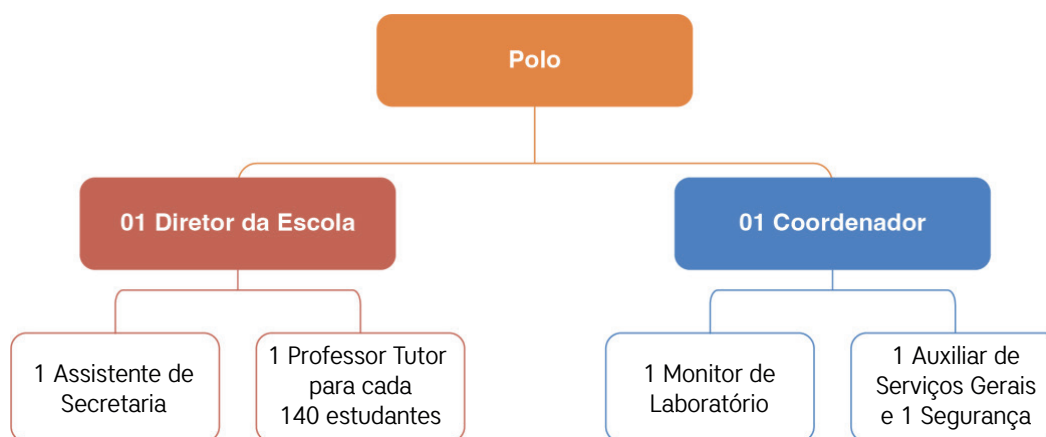 Polo
01 Diretor da Escola
01 Coordenador
1 Assistente de
Secretaria
1 Professor Tutor
para cada
140 estudantes
1 Monitor de
Laboratório
1 Auxiliar de
Serviços Gerais
e 1 Segurança